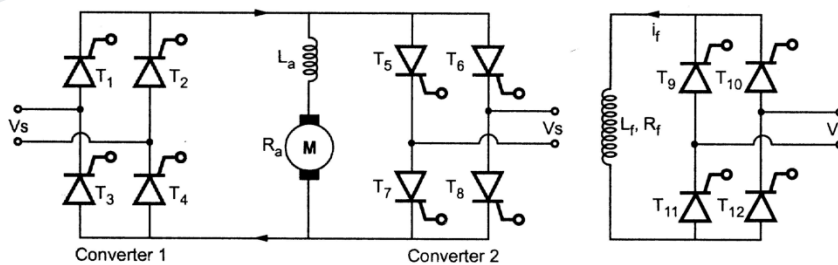 T1
T2
Vs
T3
T4
Converter 1
La
Ra
M
T5
T6
Vs
T7
T8
Converter 2
if
T9
T10
Lf, Rf
V
T11
T12